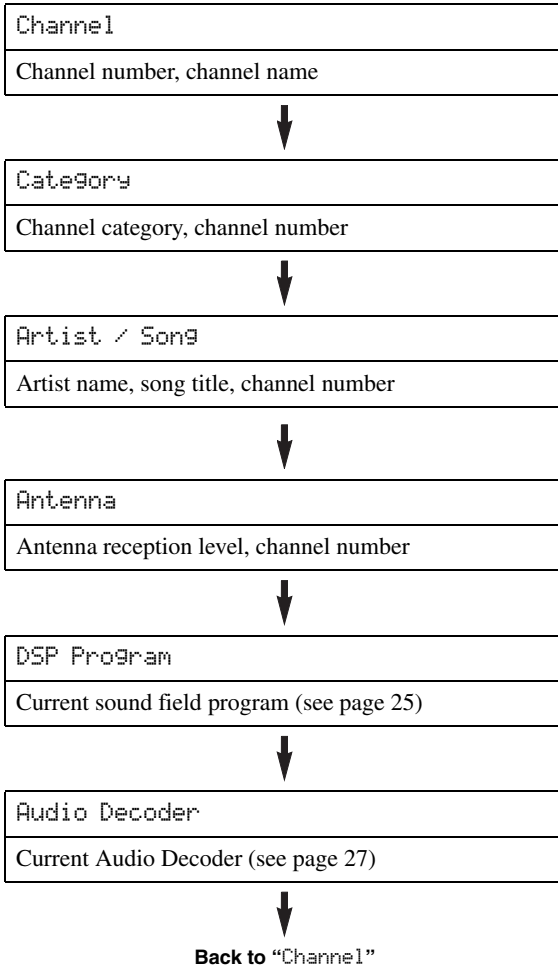 Channel
Channel number, channel name
Category
Channel category, channel number
Artist / Song
Artist name, song title, channel number
Antenna
Antenna reception level, channel number
DSP Program
Current sound field program (see page 25)
Audio Decoder
Current Audio Decoder (see page 27)
Back to “Channel”